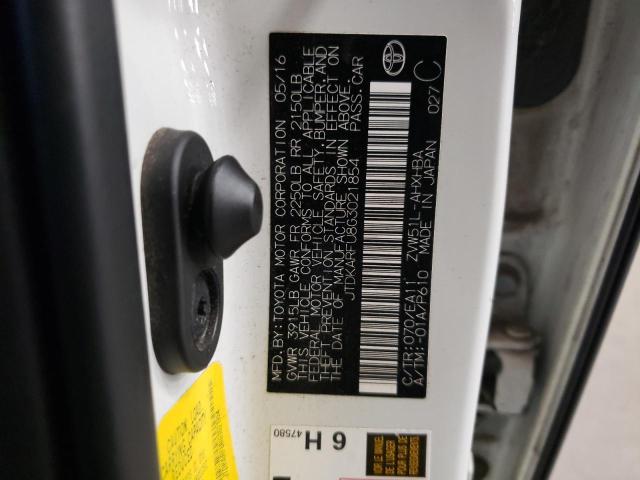 MFD.BY:TOYOTA MOTOR CORPORATION 05/16
GVWR 3915LB GAWR FR 2250LB RR 2150LB
THIS VEHICLE CONFORMS TO ALL APPLICABLE
FEDERAL MOTOR VEHICLE SAFETY, BUMPER, AND
THEFT PREVENTION STANDARDS IN EFFECT ON
THE DATE OF MANUFACTURE SHOWN ABOVE.
JTDKARFU8G3021854 PASS.CAR
C/TR:070/EA11 ZVW51L-AHXHBA
A/TM:-01A/P610 MADE IN JAPAN 027 C
6 H
47580